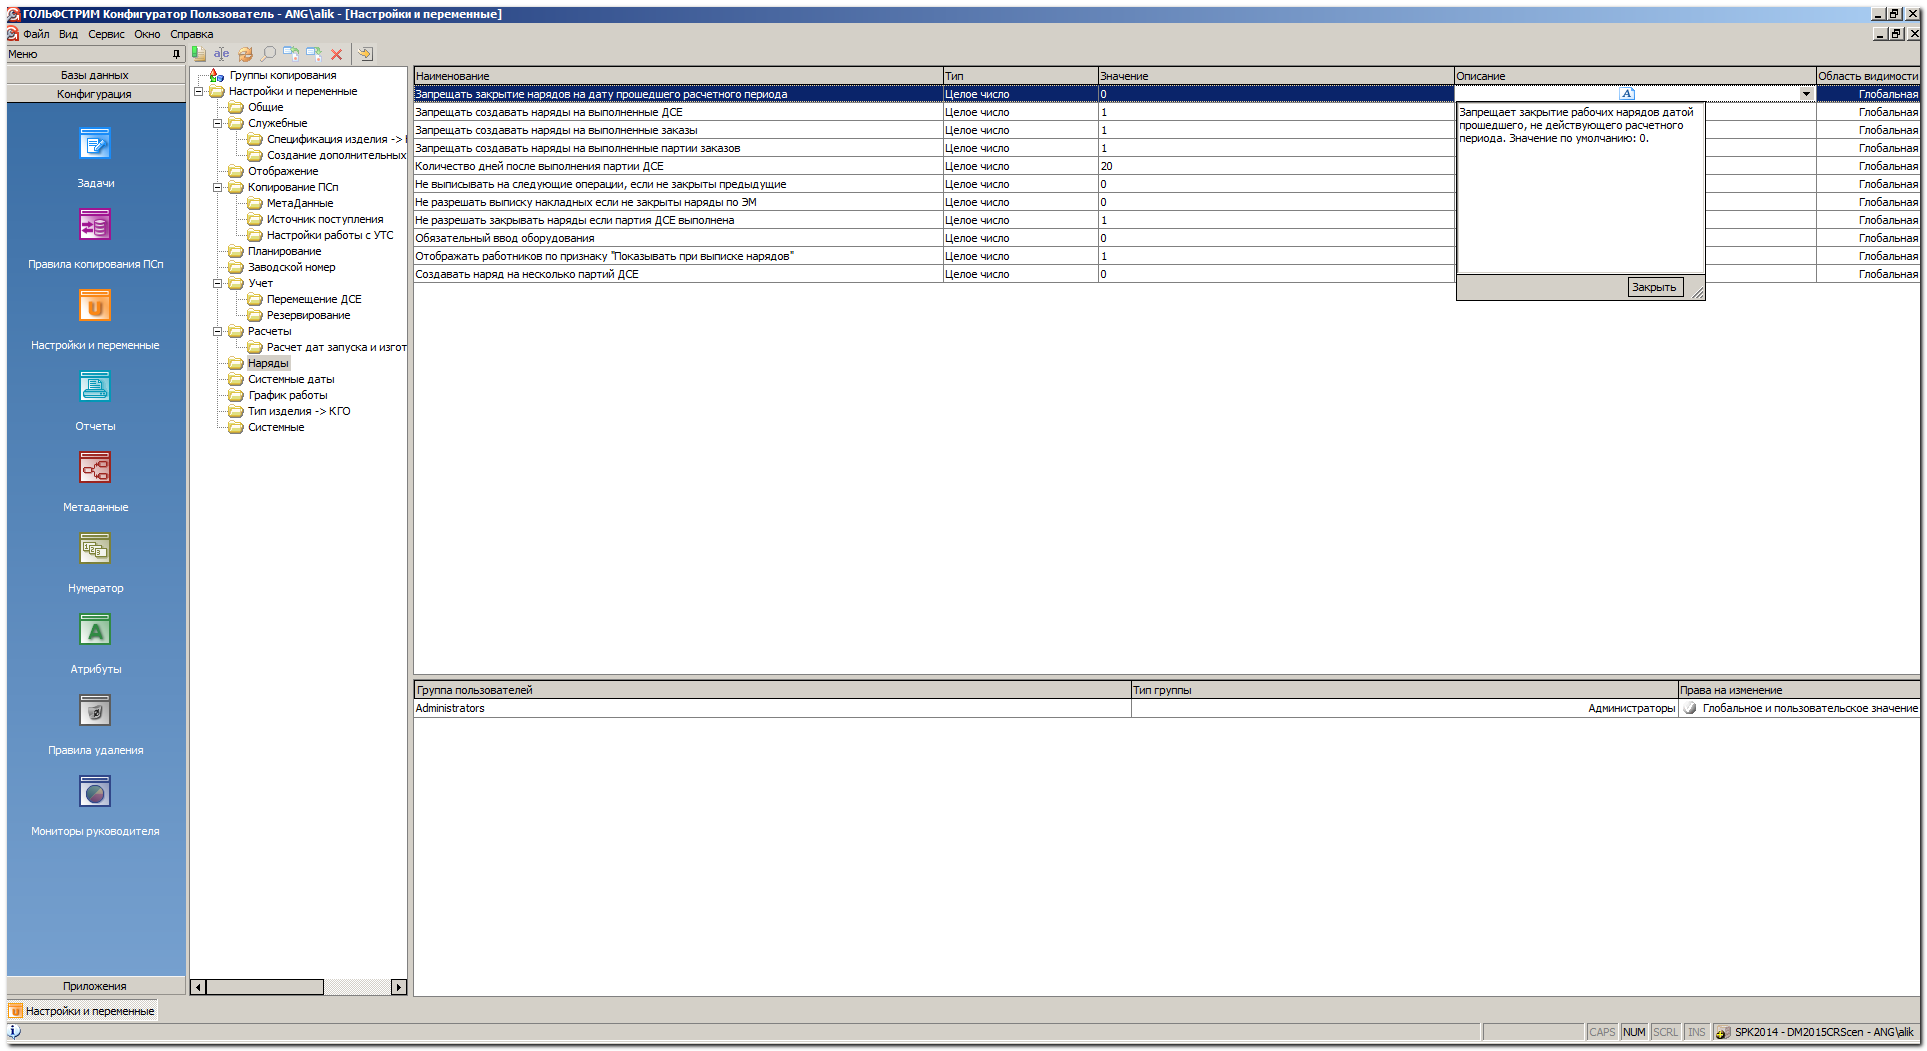 ГОЛЬФСТРИМ Конфигуратор Пользователь - ANG\alik - [Настройки и переменные]
Файл Вид Сервис Окно Справка
Меню
Базы данных
Конфигурация
Задачи
Правила копирования ПСп
Настройки и переменные
Отчеты
Метаданные
Нумератор
Атрибуты
Правила удаления
Мониторы руководителя
Приложения
Группы копирования
Настройки и переменные
Общие
Служебные
Спецификация изделия ->
Создание дополнительных
Отображение
Копирование ПСп
МетаДанные
Источник поступления
Настройки работы с УТС
Планирование
Заводской номер
Учет
Перемещение ДСЕ
Резервирование
Расчеты
Расчет дат запуска и изгот
Наряды
Системные даты
График работы
Тип изделия -> КГО
Системные
Наименование Тип Значение Описание Область видимости
Запрещать закрытие нарядов на дату прошедшего расчетного периода Целое число 0 Глобальная
Запрещать создавать наряды на выполненные ДСЕ Целое число 1 Глобальная
Запрещать создавать наряды на выполненные заказы Целое число 1 Глобальная
Запрещать создавать наряды на выполненные партии заказов Целое число 1 Глобальная
Количество дней после выполнения партии ДСЕ Целое число 20 Глобальная
Не выписывать на следующие операции, если не закрыты предыдущие Целое число 0 Глобальная
Не разрешать выписку накладных если не закрыты наряды по ЭМ Целое число 0 Глобальная
Не разрешать закрывать наряды если партия ДСЕ выполнена Целое число 1 Глобальная
Обязательный ввод оборудования Целое число 0 Глобальная
Отображать работников по признаку "Показывать при выписке нарядов" Целое число 1 Глобальная
Создавать наряд на несколько партий ДСЕ Целое число 0 Глобальная
Запрещает закрытие рабочих нарядов датой
прошедшего, не действующего расчетного
периода. Значение по умолчанию: 0.
Закрыть
Группа пользователей Тип группы Права на изменение
Administrators Администраторы Глобальное и пользовательское значение
Настройки и переменные
CAPS NUM SCRL INS SPK2014 - DM2015CRScen - ANG\alik